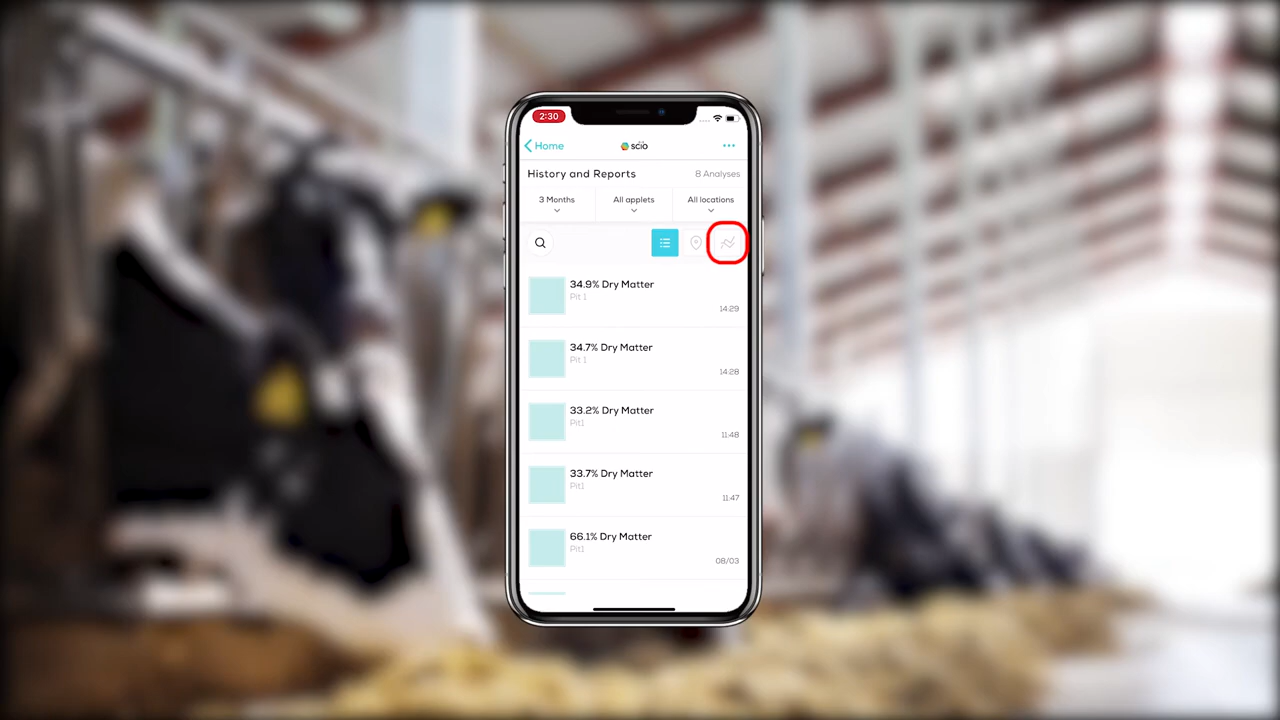 2:30
Home
scio
History and Reports
8 Analyses
3 Months
All applets
All locations
34.9% Dry Matter
Pit 1
14:29
34.7% Dry Matter
Pit 1
14:28
33.2% Dry Matter
Pit1
11:48
33.7% Dry Matter
Pit1
11:47
66.1% Dry Matter
Pit1
08/03